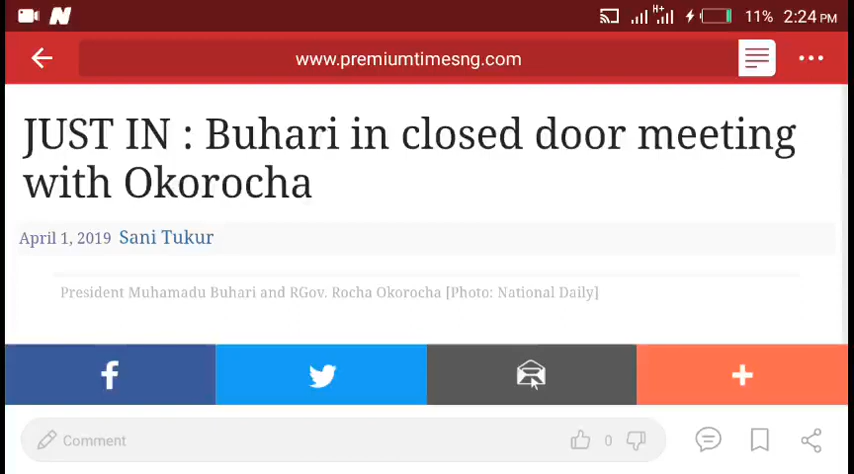 N H+ 11% 2:24 PM
www.premiumtimesng.com
JUST IN : Buhari in closed door meeting
with Okorocha
April 1, 2019 Sani Tukur
President Muhamadu Buhari and RGov. Rocha Okorocha [Photo: National Daily]
Comment 0